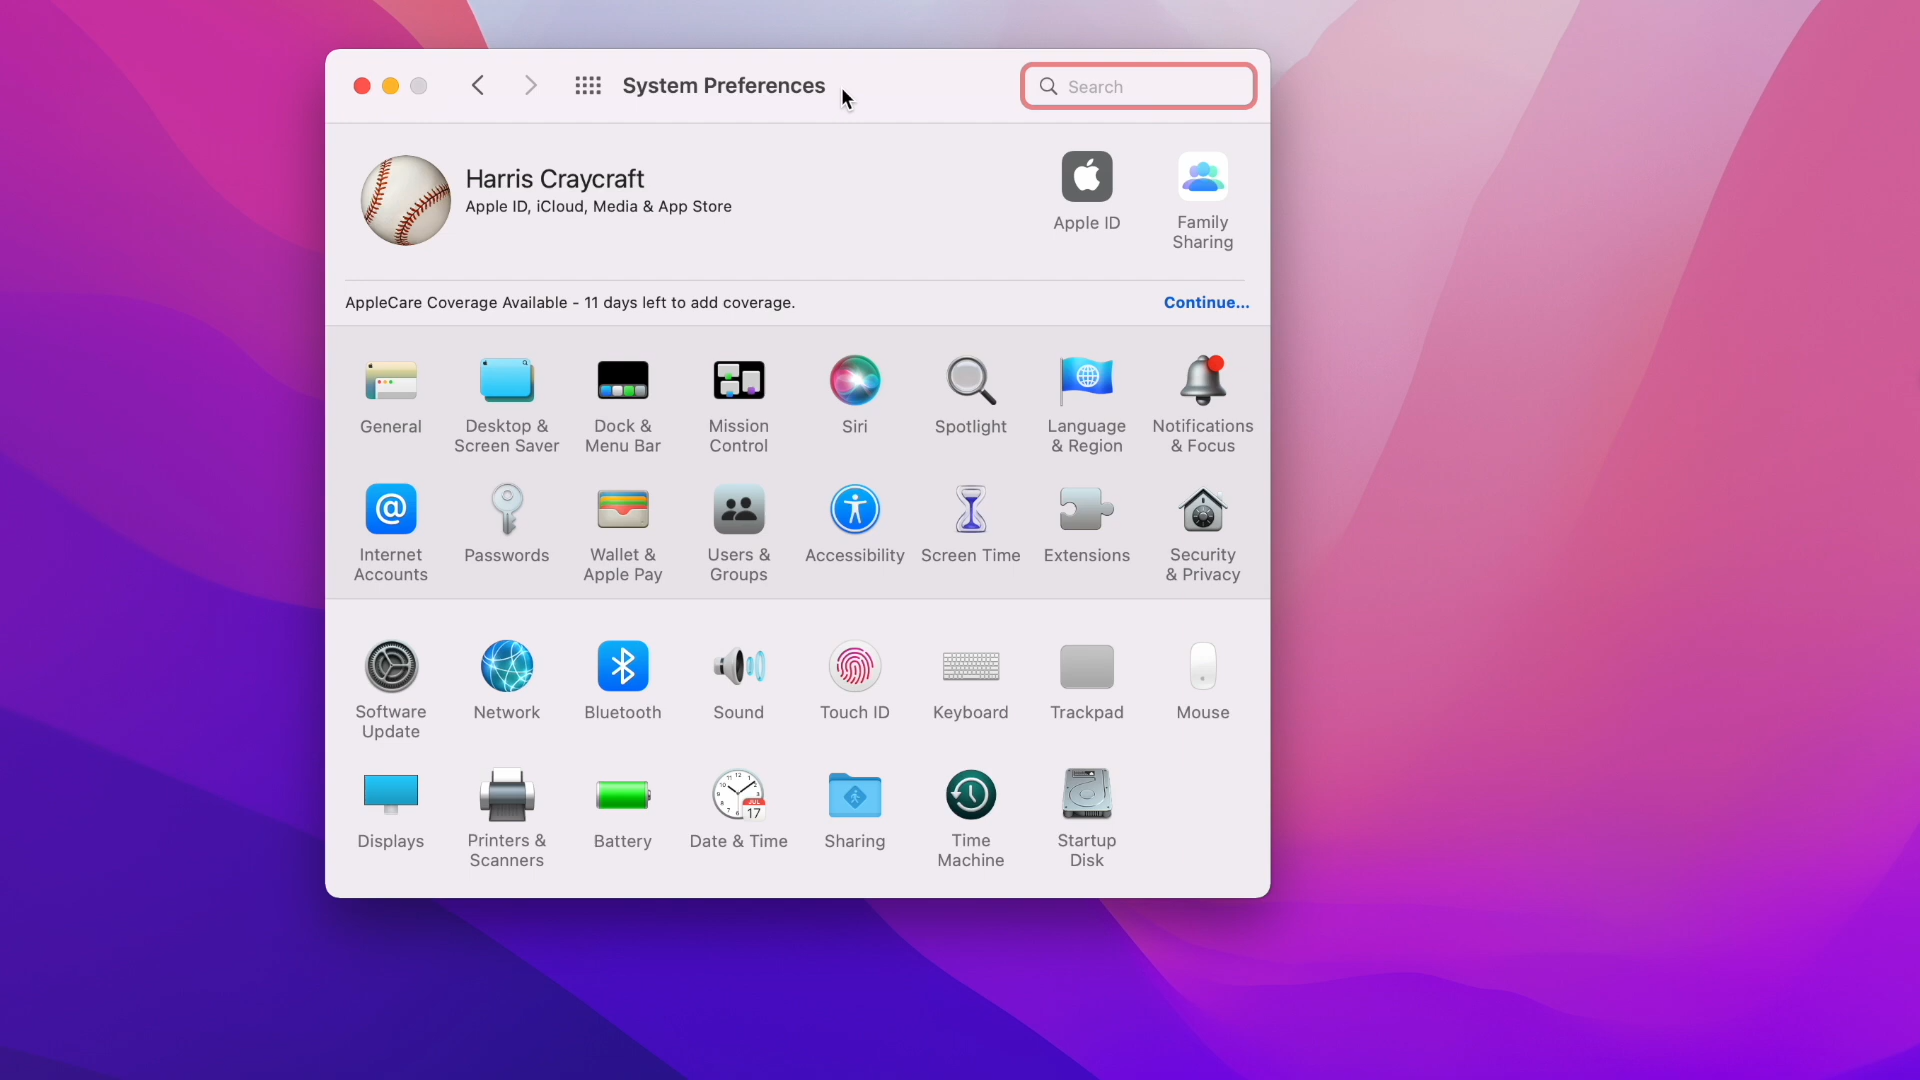 System Preferences
Search
Harris Craycraft
Apple ID, iCloud, Media & App Store
Apple ID
Family
Sharing
AppleCare Coverage Available - 11 days left to add coverage.
Continue...
General
Desktop &
Screen Saver
Dock &
Menu Bar
Mission
Control
Siri
Spotlight
Language
& Region
Notifications
& Focus
Internet
Accounts
Passwords
Wallet &
Apple Pay
Users &
Groups
Accessibility
Screen Time
Extensions
Security
& Privacy
Software
Update
Network
Bluetooth
Sound
Touch ID
Keyboard
Trackpad
Mouse
Displays
Printers &
Scanners
Battery
JUL
17
Date & Time
Sharing
Time
Machine
Startup
Disk